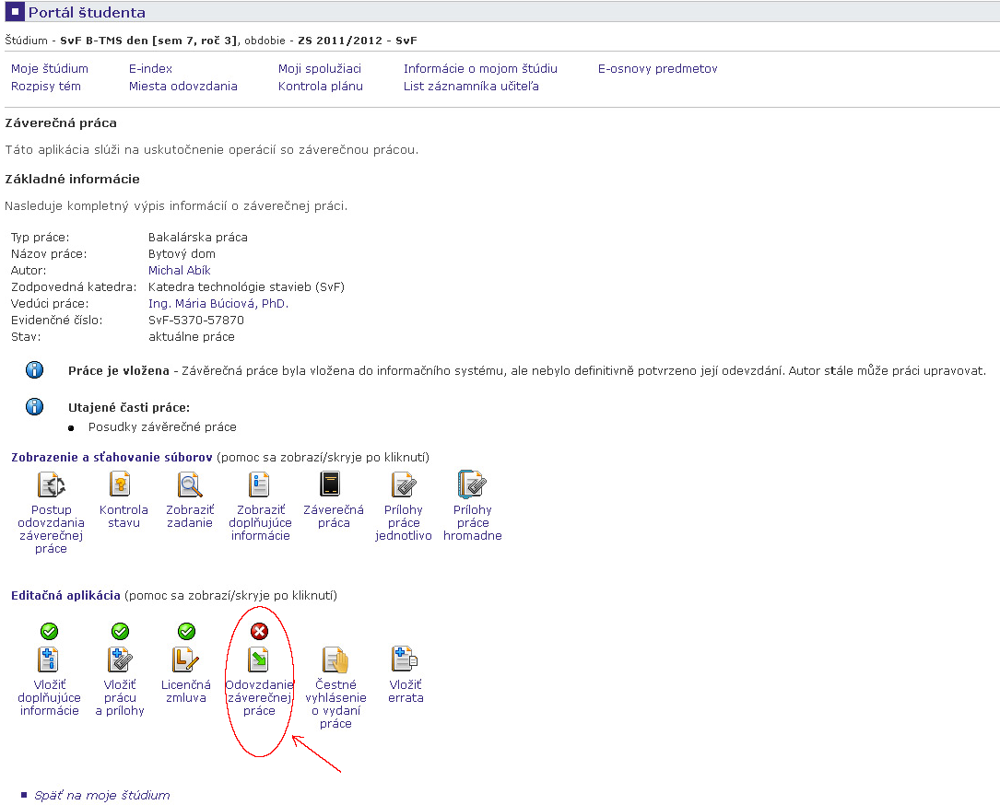 Portál študenta
Štúdium - SvF B-TMS den [sem 7, roč 3], obdobie - ZS 2011/2012 - SvF
Moje štúdium E-index Moji spolužiaci Informácie o mojom štúdiu E-osnovy predmetov
Rozpisy tém Miesta odovzdania Kontrola plánu List záznamníka učiteľa
Záverečná práca
Táto aplikácia slúži na uskutočnenie operácií so záverečnou prácou.
Základné informácie
Nasleduje kompletný výpis informácií o záverečnej práci.
Typ práce: Bakalárska práca
Názov práce: Bytový dom
Autor: Michal Abík
Zodpovedná katedra: Katedra technológie stavieb (SvF)
Vedúci práce: Ing. Mária Búciová, PhD.
Evidenčné číslo: SvF-5370-57870
Stav: aktuálne práce
Práce je vložena - Závěrečná práce byla vložena do informačního systému, ale nebylo definitivně potvrzeno její odevzdání. Autor stále může práci upravovat.
Utajené časti práce:
Posudky závěrečné práce
Zobrazenie a sťahovanie súborov (pomoc sa zobrazí/skryje po kliknutí)
Postup
odovzdania
záverečnej
práce
Kontrola
stavu
Zobraziť
zadanie
Zobraziť
doplňujúce
informácie
Záverečná
práca
Prílohy
práce
jednotlivo
Prílohy
práce
hromadne
Editačná aplikácia (pomoc sa zobrazí/skryje po kliknutí)
Vložiť
doplňujúce
informácie
Vložiť
prácu
a prílohy
Licenčná
zmluva
Odovzdanie
záverečnej
práce
Čestné
vyhlásenie
o vydaní
práce
Vložiť
errata
Späť na moje štúdium